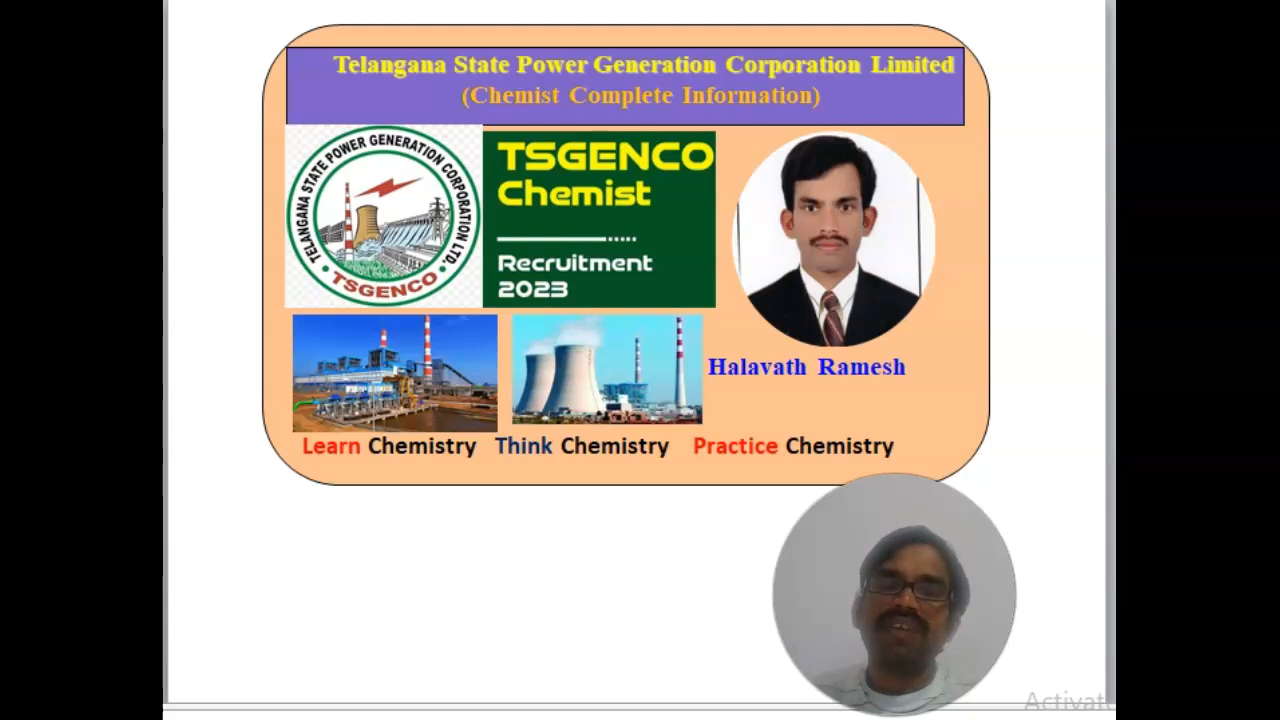 Telangana State Power Generation Corporation Limited
(Chemist Complete Information)
TELANGANA STATE POWER GENERATION CORPORATION LTD.
TSGENCO
TSGENCO
Chemist
Recruitment
2023
Halavath Ramesh
Learn Chemistry Think Chemistry Practice Chemistry